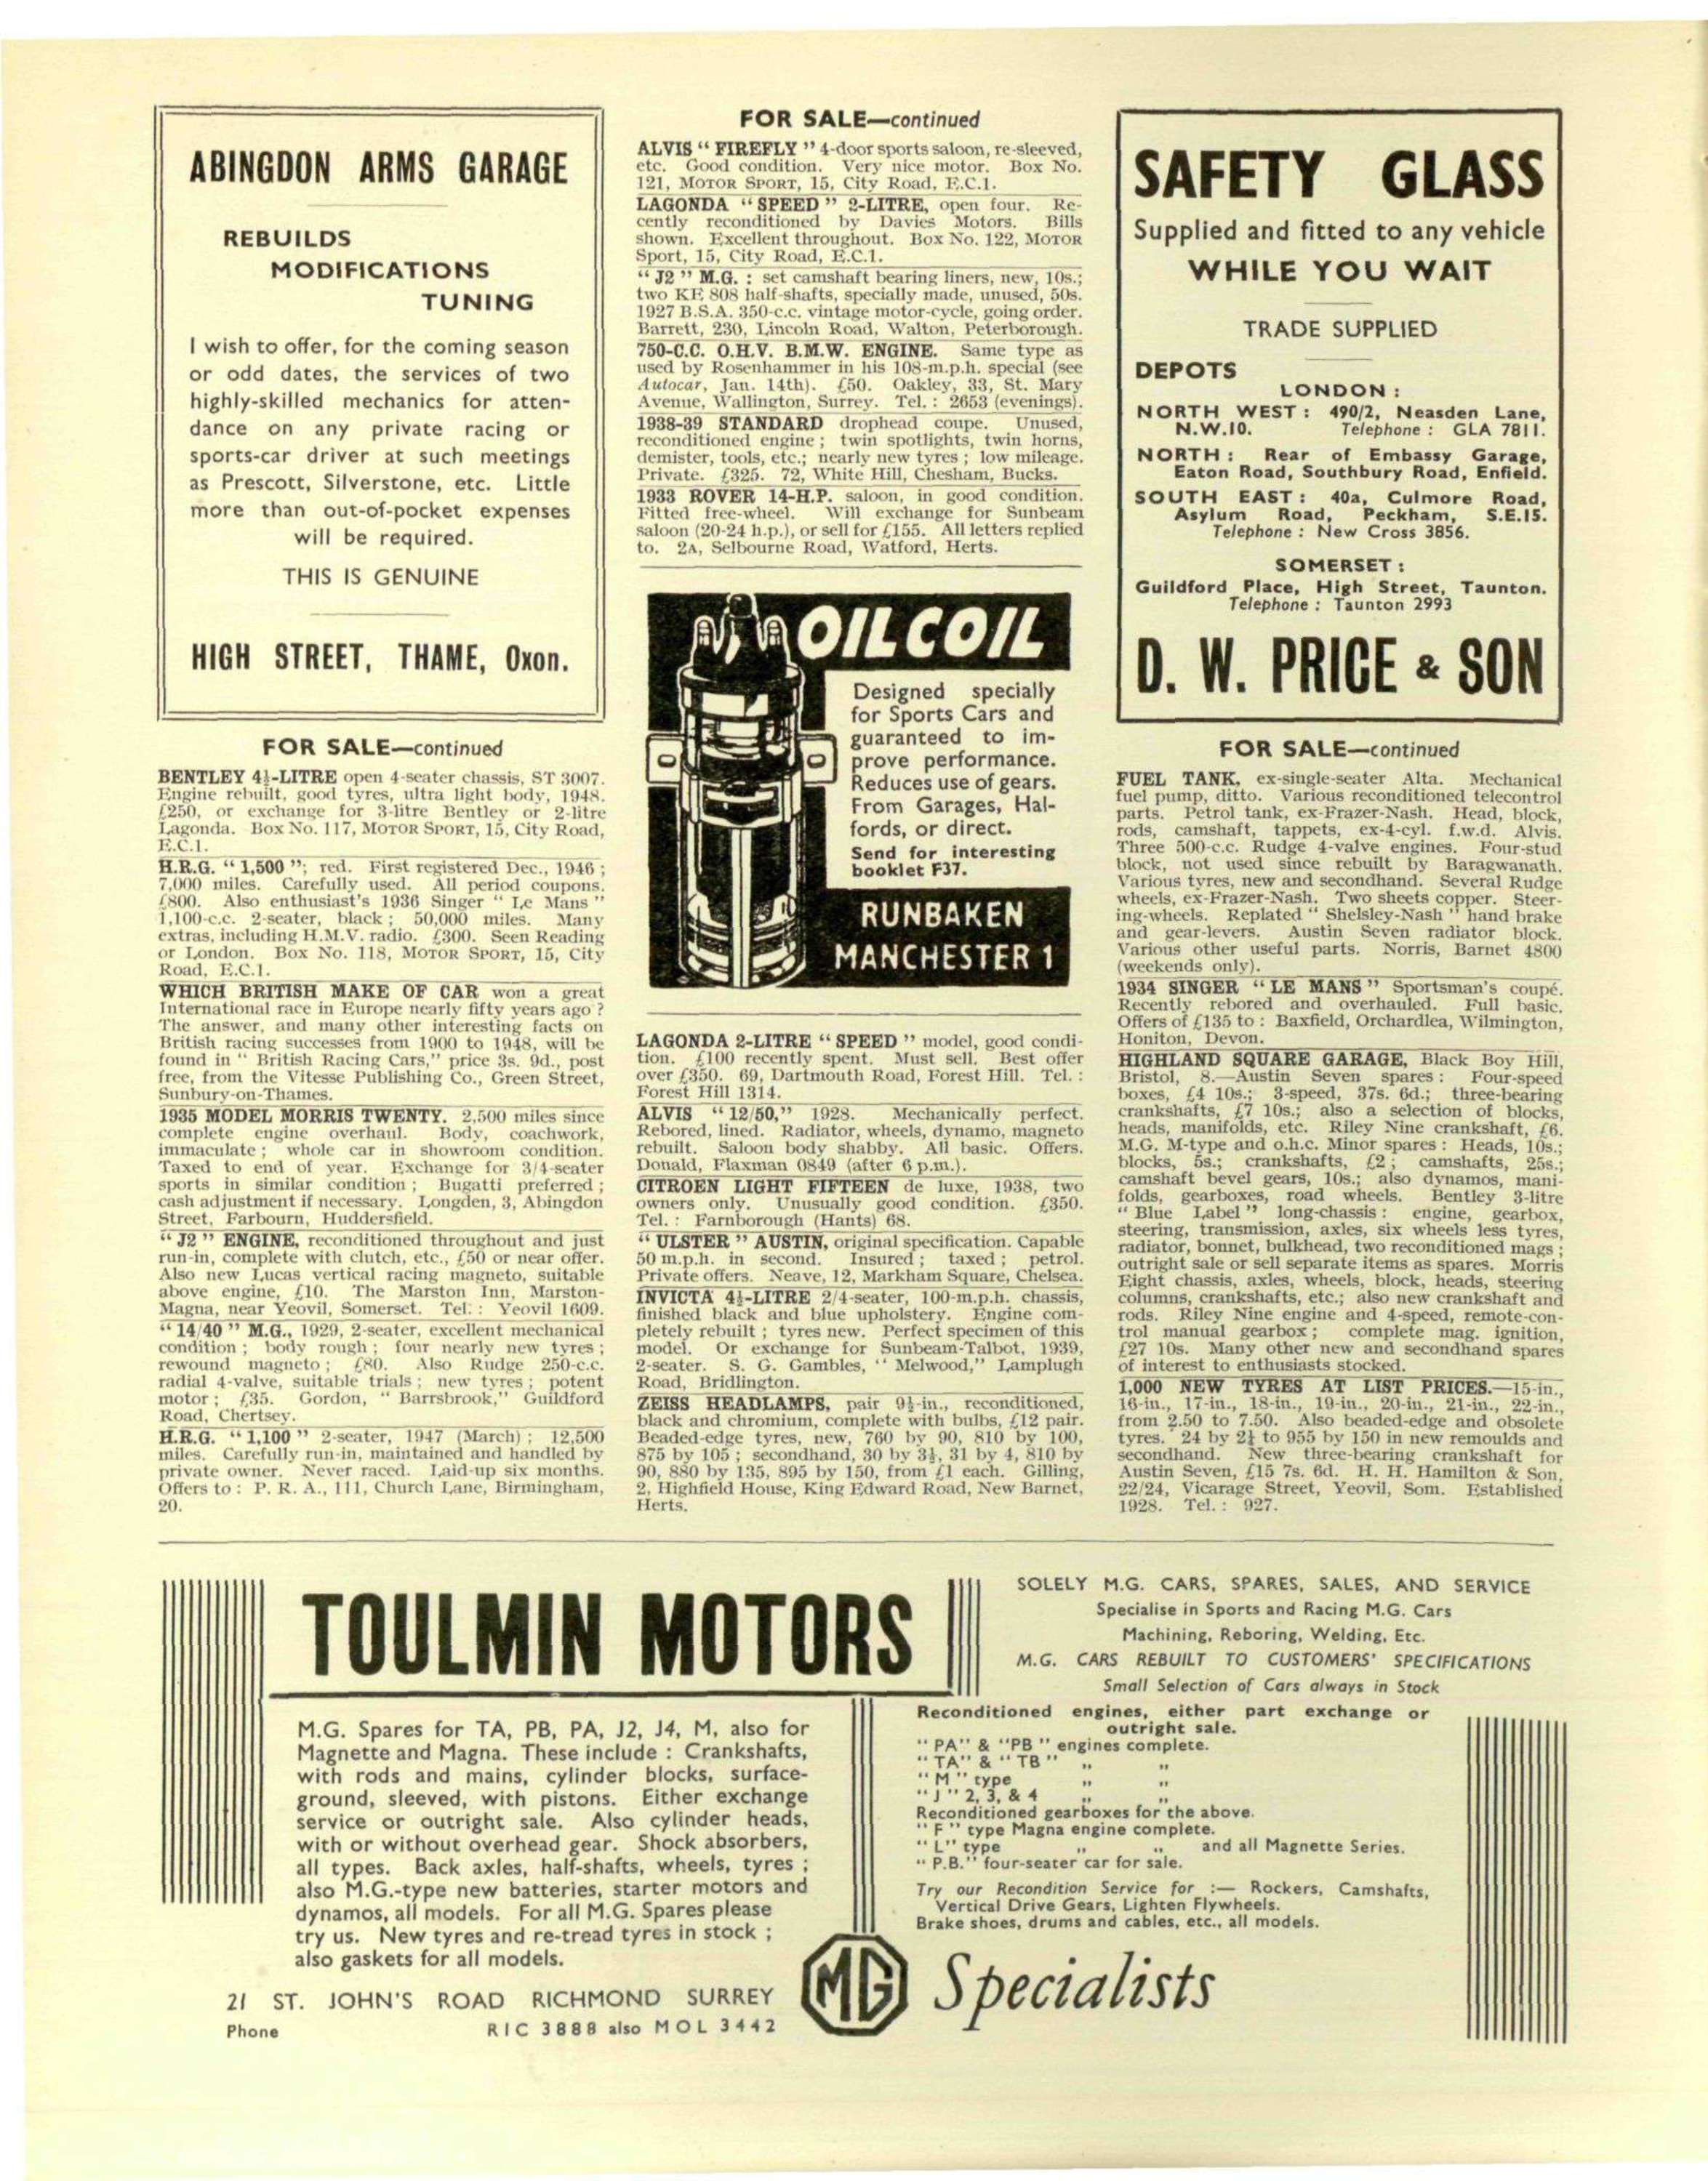 ABINGDON ARMS GARAGE
REBUILDS
MODIFICATIONS
TUNING
I wish to offer, for the coming season
or odd dates, the services of two
highly-skilled mechanics for atten-
dance on any private racing or
sports-car driver at such meetings
as Prescott, Silverstone, etc. Little
more than out-of-pocket expenses
will be required.
THIS IS GENUINE
HIGH STREET, THAME, Oxon.
FOR SALE—continued
BENTLEY 4½-LITRE open 4-seater chassis, ST 3007.
Engine rebuilt, good tyres, ultra light body, 1948.
£250, or exchange for 3-litre Bentley or 2-litre
Lagonda. Box No. 117, MOTOR SPORT, 15, City Road,
E.C.1.
H.R.G. "1,500"; red. First registered Dec., 1946;
7,000 miles. Carefully used. All period coupons.
£800. Also enthusiast's 1936 Singer "Le Mans"
1,100-c.c. 2-seater, black; 50,000 miles. Many
extras, including H.M.V. radio. £300. Seen Reading
or London. Box No. 118, MOTOR SPORT, 15, City
Road, E.C.1.
WHICH BRITISH MAKE OF CAR won a great
International race in Europe nearly fifty years ago?
The answer, and many other interesting facts on
British racing successes from 1900 to 1948, will be
found in "British Racing Cars," price 3s. 9d., post
free, from the Vitesse Publishing Co., Green Street,
Sunbury-on-Thames.
1935 MODEL MORRIS TWENTY. 2,500 miles since
complete engine overhaul. Body, coachwork,
immaculate; whole car in showroom condition.
Taxed to end of year. Exchange for 3/4-seater
sports in similar condition; Bugatti preferred;
cash adjustment if necessary. Longden, 3, Abingdon
Street, Farbourn, Huddersfield.
"J2" ENGINE, reconditioned throughout and just
run-in, complete with clutch, etc., £50 or near offer.
Also new Lucas vertical racing magneto, suitable
above engine, £10. The Marston Inn, Marston-
Magna, near Yeovil, Somerset. Tel.: Yeovil 1609.
"14/40" M.G., 1929, 2-seater, excellent mechanical
condition; body rough; four nearly new tyres;
rewound magneto; £80. Also Rudge 250-c.c.
radial 4-valve, suitable trials; new tyres; potent
motor; £35. Gordon, "Barrsbrook," Guildford
Road, Chertsey.
H.R.G. "1,100" 2-seater, 1947 (March); 12,500
miles. Carefully run-in, maintained and handled by
private owner. Never raced. Laid-up six months.
Offers to: P. R. A., 111, Church Lane, Birmingham,
20.
FOR SALE—continued
ALVIS "FIREFLY" 4-door sports saloon, re-sleeved,
etc. Good condition. Very nice motor. Box No.
121, MOTOR SPORT, 15, City Road, E.C.1.
LAGONDA "SPEED" 2-LITRE, open four. Re-
cently reconditioned by Davies Motors. Bills
shown. Excellent throughout. Box No. 122, MOTOR
Sport, 15, City Road, E.C.1.
"J2" M.G.: set camshaft bearing liners, new, 10s.;
two KE 808 half-shafts, specially made, unused, 50s.
1927 B.S.A. 350-c.c. vintage motor-cycle, going order.
Barrett, 230, Lincoln Road, Walton, Peterborough.
750-C.C. O.H.V. B.M.W. ENGINE. Same type as
used by Rosenhammer in his 108-m.p.h. special (see
Autocar, Jan. 14th). £50. Oakley, 33, St. Mary
Avenue, Wallington, Surrey. Tel.: 2653 (evenings).
1938-39 STANDARD drophead coupe. Unused,
reconditioned engine; twin spotlights, twin horns,
demister, tools, etc.; nearly new tyres; low mileage.
Private. £325. 72, White Hill, Chesham, Bucks.
1933 ROVER 14-H.P. saloon, in good condition.
Fitted free-wheel. Will exchange for Sunbeam
saloon (20-24 h.p.), or sell for £155. All letters replied
to. 2A, Selbourne Road, Watford, Herts.
OIL COIL
Designed specially
for Sports Cars and
guaranteed to im-
prove performance.
Reduces use of gears.
From Garages, Hal-
fords, or direct.
Send for interesting
booklet F37.
RUNBAKEN
MANCHESTER 1
LAGONDA 2-LITRE "SPEED" model, good condi-
tion. £100 recently spent. Must sell. Best offer
over £350. 69, Dartmouth Road, Forest Hill. Tel.:
Forest Hill 1314.
ALVIS "12/50," 1928. Mechanically perfect.
Rebored, lined. Radiator, wheels, dynamo, magneto
rebuilt. Saloon body shabby. All basic. Offers.
Donald, Flaxman 0849 (after 6 p.m.).
CITROEN LIGHT FIFTEEN de luxe, 1938, two
owners only. Unusually good condition. £350.
Tel.: Farnborough (Hants) 68.
"ULSTER" AUSTIN, original specification. Capable
50 m.p.h. in second. Insured; taxed; petrol.
Private offers. Neave, 12, Markham Square, Chelsea.
INVICTA 4½-LITRE 2/4-seater, 100-m.p.h. chassis,
finished black and blue upholstery. Engine com-
pletely rebuilt; tyres new. Perfect specimen of this
model. Or exchange for Sunbeam-Talbot, 1939,
2-seater. S. G. Gambles, "Melwood," Lamplugh
Road, Bridlington.
ZEISS HEADLAMPS, pair 9½-in., reconditioned,
black and chromium, complete with bulbs, £12 pair.
Beaded-edge tyres, new, 760 by 90, 810 by 100,
875 by 105; secondhand, 30 by 3½, 31 by 4, 810 by
90, 880 by 135, 895 by 150, from £1 each. Gilling,
2, Highfield House, King Edward Road, New Barnet,
Herts.
SAFETY GLASS
Supplied and fitted to any vehicle
WHILE YOU WAIT
TRADE SUPPLIED
DEPOTS
LONDON:
NORTH WEST: 490/2, Neasden Lane,
N.W.10. Telephone: GLA 7811.
NORTH: Rear of Embassy Garage,
Eaton Road, Southbury Road, Enfield.
SOUTH EAST: 40a, Culmore Road,
Asylum Road, Peckham, S.E.15.
Telephone: New Cross 3856.
SOMERSET:
Guildford Place, High Street, Taunton.
Telephone: Taunton 2993
D. W. PRICE & SON
FOR SALE—continued
FUEL TANK, ex-single-seater Alta. Mechanical
fuel pump, ditto. Various reconditioned telecontrol
parts. Petrol tank, ex-Frazer-Nash. Head, block,
rods, camshaft, tappets, ex-4-cyl. f.w.d. Alvis.
Three 500-c.c. Rudge 4-valve engines. Four-stud
block, not used since rebuilt by Baragwanath.
Various tyres, new and secondhand. Several Rudge
wheels, ex-Frazer-Nash. Two sheets copper. Steer-
ing-wheels. Replated "Shelsley-Nash" hand brake
and gear-levers. Austin Seven radiator block.
Various other useful parts. Norris, Barnet 4800
(weekends only).
1934 SINGER "LE MANS" Sportsman's coupé.
Recently rebored and overhauled. Full basic.
Offers of £135 to: Baxfield, Orchardlea, Wilmington,
Honiton, Devon.
HIGHLAND SQUARE GARAGE, Black Boy Hill,
Bristol, 8.—Austin Seven spares: Four-speed
boxes, £4 10s.; 3-speed, 37s. 6d.; three-bearing
crankshafts, £7 10s.; also a selection of blocks,
heads, manifolds, etc. Riley Nine crankshaft, £6.
M.G. M-type and o.h.c. Minor spares: Heads, 10s.;
blocks, 5s.; crankshafts, £2; camshafts, 25s.;
camshaft bevel gears, 10s.; also dynamos, mani-
folds, gearboxes, road wheels. Bentley 3-litre
"Blue Label" long-chassis: engine, gearbox,
steering, transmission, axles, six wheels less tyres,
radiator, bonnet, bulkhead, two reconditioned mags;
outright sale or sell separate items as spares. Morris
Eight chassis, axles, wheels, block, heads, steering
columns, crankshafts, etc.; also new crankshaft and
rods. Riley Nine engine and 4-speed, remote-con-
trol manual gearbox; complete mag. ignition,
£27 10s. Many other new and secondhand spares
of interest to enthusiasts stocked.
1,000 NEW TYRES AT LIST PRICES.—15-in.,
16-in., 17-in., 18-in., 19-in., 20-in., 21-in., 22-in.,
from 2.50 to 7.50. Also beaded-edge and obsolete
tyres. 24 by 2½ to 955 by 150 in new remoulds and
secondhand. New three-bearing crankshaft for
Austin Seven, £15 7s. 6d. H. H. Hamilton & Son,
22/24, Vicarage Street, Yeovil, Som. Established
1928. Tel.: 927.
TOULMIN MOTORS
M.G. Spares for TA, PB, PA, J2, J4, M, also for
Magnette and Magna. These include: Crankshafts,
with rods and mains, cylinder blocks, surface-
ground, sleeved, with pistons. Either exchange
service or outright sale. Also cylinder heads,
with or without overhead gear. Shock absorbers,
all types. Back axles, half-shafts, wheels, tyres;
also M.G.-type new batteries, starter motors and
dynamos, all models. For all M.G. Spares please
try us. New tyres and re-tread tyres in stock;
also gaskets for all models.
21 ST. JOHN'S ROAD RICHMOND SURREY
Phone RIC 3888 also MOL 3442
SOLELY M.G. CARS, SPARES, SALES, AND SERVICE
Specialise in Sports and Racing M.G. Cars
Machining, Reboring, Welding, Etc.
M.G. CARS REBUILT TO CUSTOMERS' SPECIFICATIONS
Small Selection of Cars always in Stock
Reconditioned engines, either part exchange or
outright sale.
"PA" & "PB" engines complete.
"TA" & "TB" " "
"M" type " "
"J" 2, 3, & 4 " "
Reconditioned gearboxes for the above.
"F" type Magna engine complete.
"L" type " " and all Magnette Series.
"P.B." four-seater car for sale.
Try our Recondition Service for :— Rockers, Camshafts,
Vertical Drive Gears, Lighten Flywheels.
Brake shoes, drums and cables, etc., all models.
MG Specialists